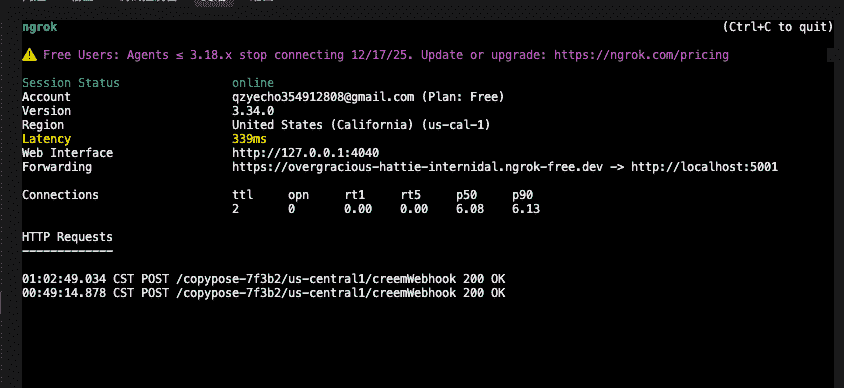 ngrok (Ctrl+C to quit)
⚠ Free Users: Agents ≤ 3.18.x stop connecting 12/17/25. Update or upgrade: https://ngrok.com/pricing
Session Status online
Account qzyecho354912808@gmail.com (Plan: Free)
Version 3.34.0
Region United States (California) (us-cal-1)
Latency 339ms
Web Interface http://127.0.0.1:4040
Forwarding https://overgracious-hattie-internidal.ngrok-free.dev -> http://localhost:5001
Connections ttl opn rt1 rt5 p50 p90
2 0 0.00 0.00 6.08 6.13
HTTP Requests
-------------
01:02:49.034 CST POST /copypose-7f3b2/us-central1/creemWebhook 200 OK
00:49:14.878 CST POST /copypose-7f3b2/us-central1/creemWebhook 200 OK